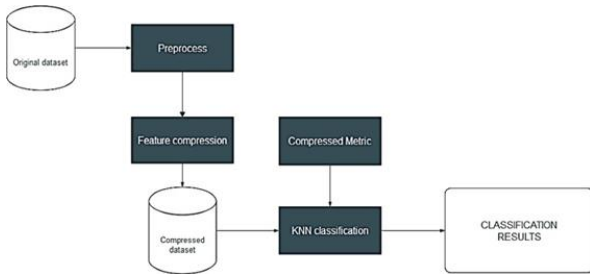 Original dataset
Preprocess
Feature compression
Compressed Metric
Compressed
dataset
KNN classification
CLASSIFICATION
RESULTS